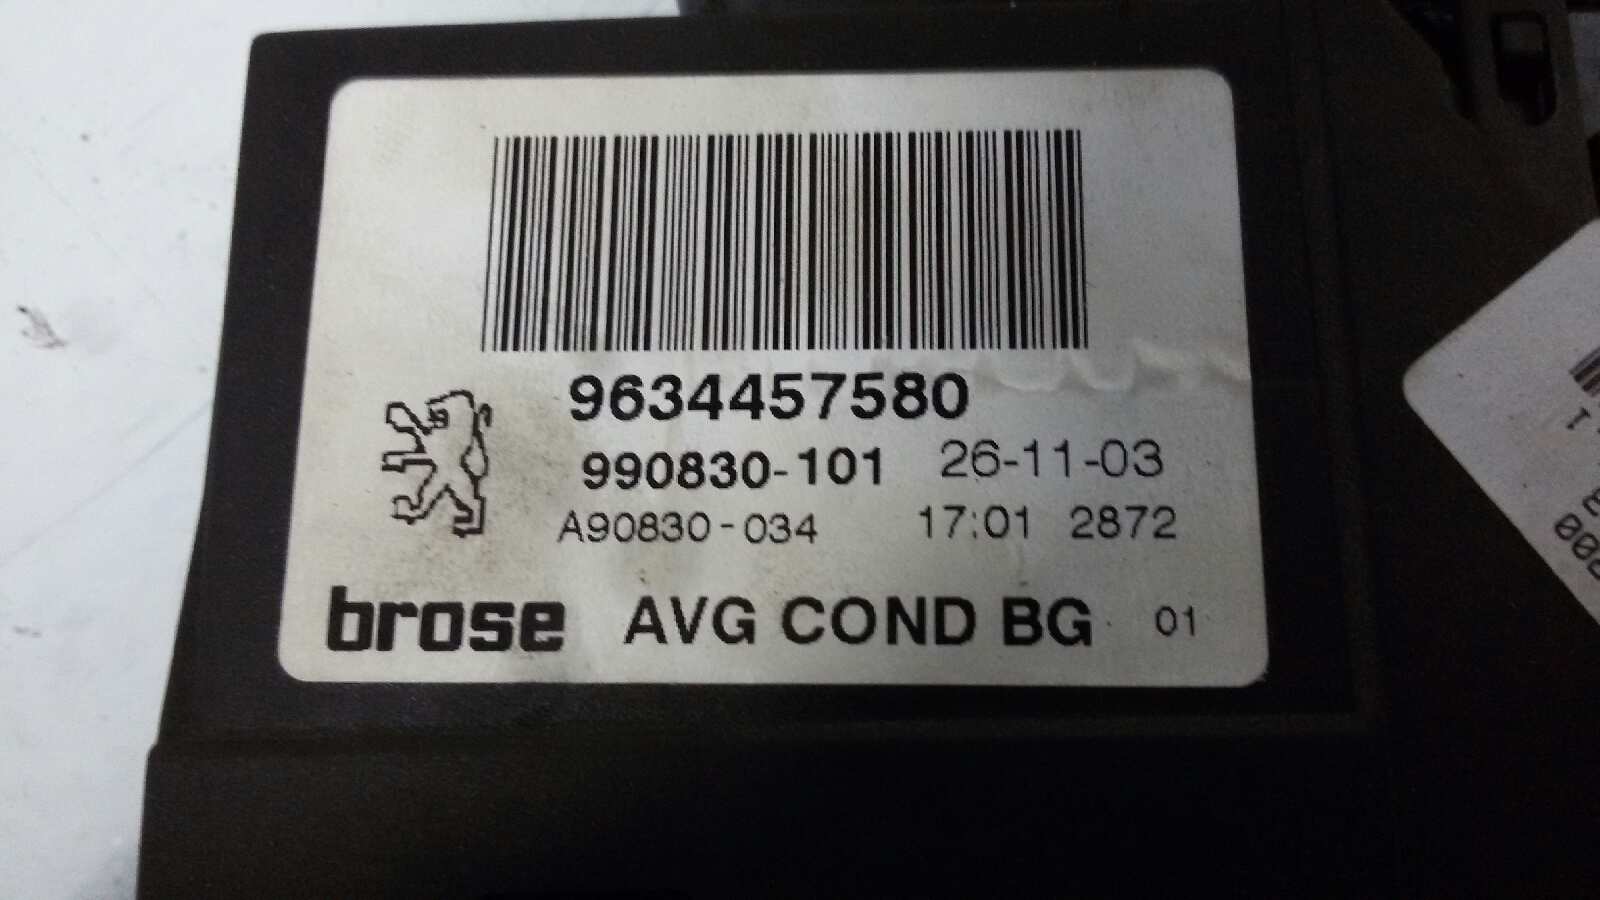 9634457580
990830-101 26-11-03
A90830-034 17:01 2872
brose AVG COND BG 01